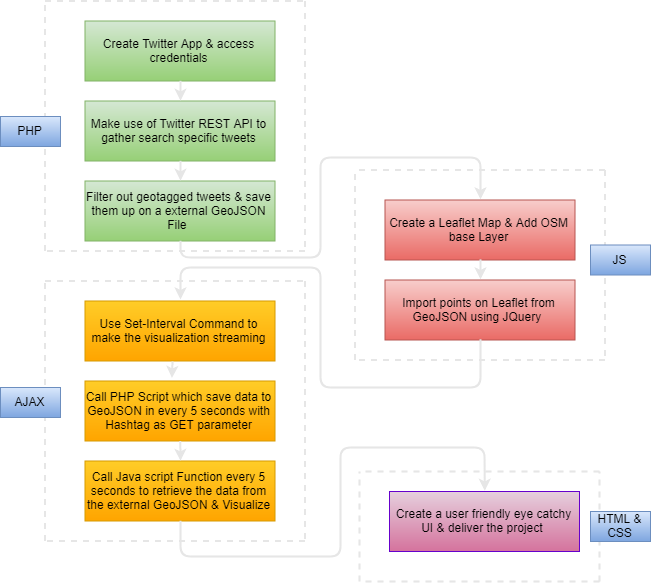 Create Twitter App & access
credentials
PHP
Make use of Twitter REST API to
gather search specific tweets
Filter out geotagged tweets & save
them up on a external GeoJSON
File
Create a Leaflet Map & Add OSM
base Layer
JS
Import points on Leaflet from
GeoJSON using JQuery
Use Set-Interval Command to
make the visualization streaming
AJAX
Call PHP Script which save data to
GeoJSON in every 5 seconds with
Hashtag as GET parameter
Call Java script Function every 5
seconds to retrieve the data from
the external GeoJSON & Visualize
Create a user friendly eye catchy
UI & deliver the project
HTML &
CSS